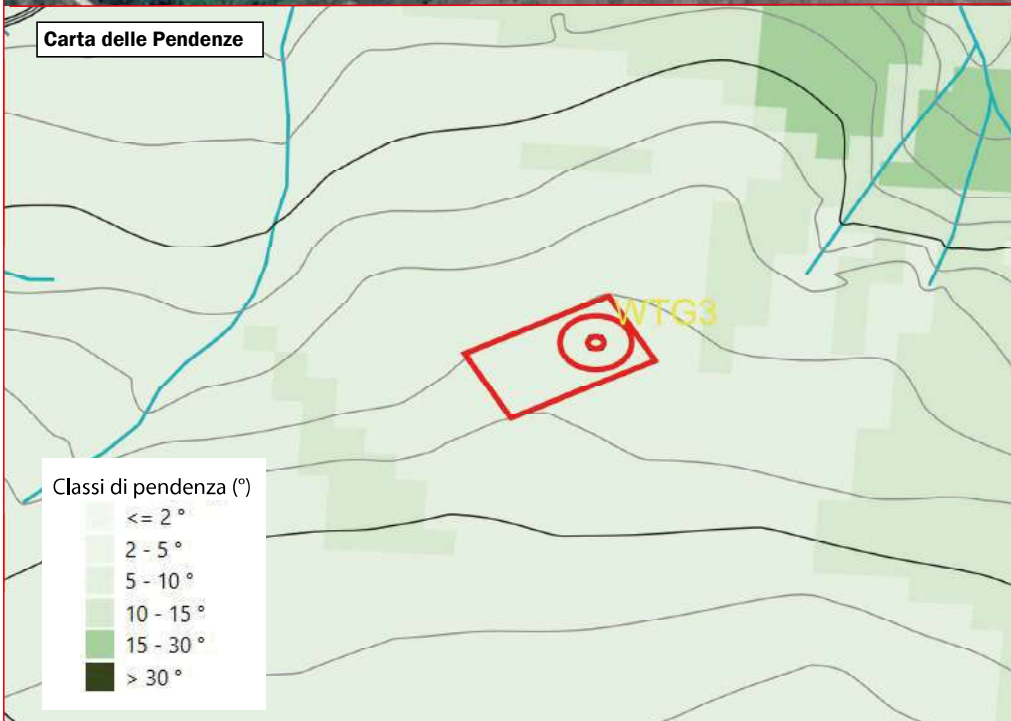 Carta delle Pendenze
WTG3
Classi di pendenza (°)
<= 2 °
2 - 5 °
5 - 10 °
10 - 15 °
15 - 30 °
> 30 °